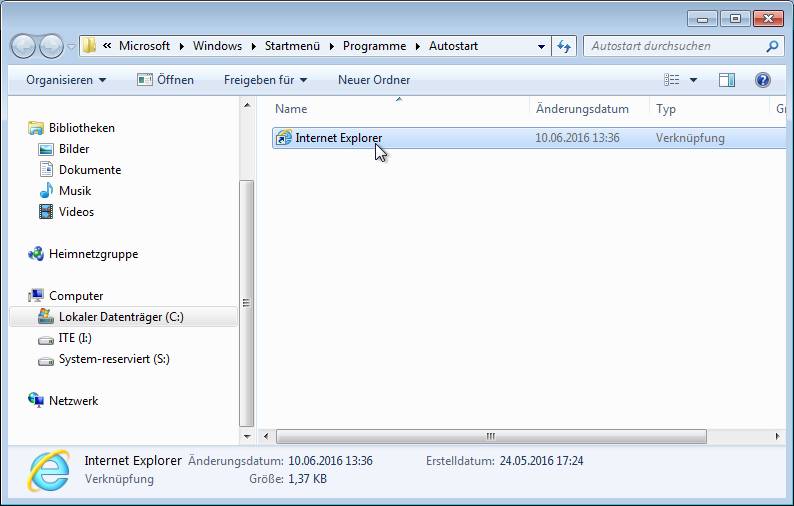 « Microsoft Windows Startmenü Programme Autostart Autostart durchsuchen
Organisieren Öffnen Freigeben für Neuer Ordner
Name Änderungsdatum Typ Gr
Internet Explorer 10.06.2016 13:36 Verknüpfung
Bibliotheken
Bilder
Dokumente
Musik
Videos
Heimnetzgruppe
Computer
Lokaler Datenträger (C:)
ITE (I:)
System-reserviert (S:)
Netzwerk
Internet Explorer Änderungsdatum: 10.06.2016 13:36 Erstelldatum: 24.05.2016 17:24
Verknüpfung Größe: 1,37 KB